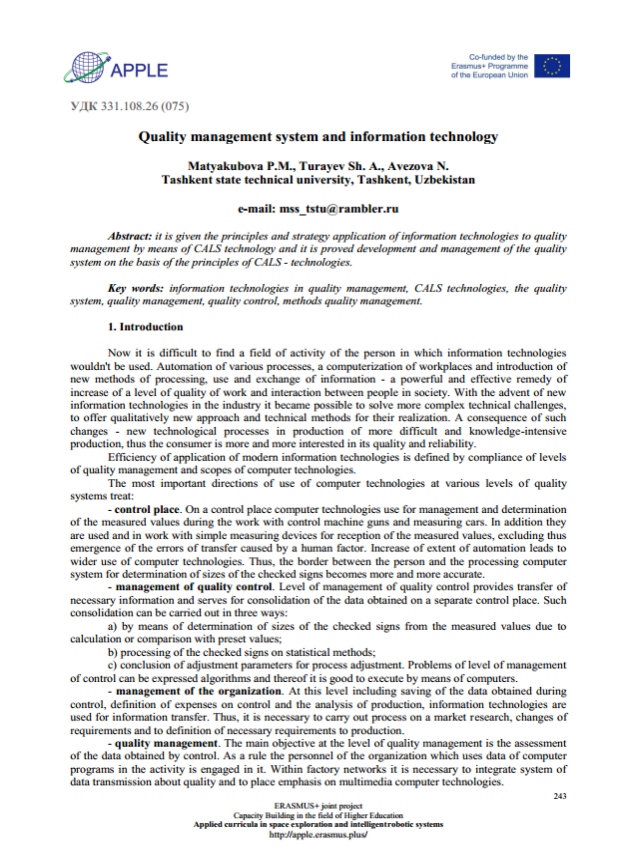 APPLE
Co-funded by the
Erasmus+ Programme
of the European Union
УДК 331.108.26 (075)
Quality management system and information technology
Matyakubova P.M., Turayev Sh. A., Avezova N.
Tashkent state technical university, Tashkent, Uzbekistan
e-mail: mss_tstu@rambler.ru
Abstract: it is given the principles and strategy application of information technologies to quality
management by means of CALS technology and it is proved development and management of the quality
system on the basis of the principles of CALS - technologies.
Key words: information technologies in quality management, CALS technologies, the quality
system, quality management, quality control, methods quality management.
1. Introduction
Now it is difficult to find a field of activity of the person in which information technologies
wouldn't be used. Automation of various processes, a computerization of workplaces and introduction of
new methods of processing, use and exchange of information - a powerful and effective remedy of
increase of a level of quality of work and interaction between people in society. With the advent of new
information technologies in the industry it became possible to solve more complex technical challenges,
to offer qualitatively new approach and technical methods for their realization. A consequence of such
changes - new technological processes in production of more difficult and knowledge-intensive
production, thus the consumer is more and more interested in its quality and reliability.
Efficiency of application of modern information technologies is defined by compliance of levels
of quality management and scopes of computer technologies.
The most important directions of use of computer technologies at various levels of quality
systems treat:
- control place. On a control place computer technologies use for management and determination
of the measured values during the work with control machine guns and measuring cars. In addition they
are used and in work with simple measuring devices for reception of the measured values, excluding thus
emergence of the errors of transfer caused by a human factor. Increase of extent of automation leads to
wider use of computer technologies. Thus, the border between the person and the processing computer
system for determination of sizes of the checked signs becomes more and more accurate.
- management of quality control. Level of management of quality control provides transfer of
necessary information and serves for consolidation of the data obtained on a separate control place. Such
consolidation can be carried out in three ways:
a) by means of determination of sizes of the checked signs from the measured values due to
calculation or comparison with preset values;
b) processing of the checked signs on statistical methods;
c) conclusion of adjustment parameters for process adjustment. Problems of level of management
of control can be expressed algorithms and thereof it is good to execute by means of computers.
- management of the organization. At this level including saving of the data obtained during
control, definition of expenses on control and the analysis of production, information technologies are
used for information transfer. Thus, it is necessary to carry out process on a market research, changes of
requirements and to definition of necessary requirements to production.
- quality management. The main objective at the level of quality management is the assessment
of the data obtained by control. As a rule the personnel of the organization which uses data of computer
programs in the activity is engaged in it. Within factory networks it is necessary to integrate system of
data transmission about quality and to place emphasis on multimedia computer technologies.
243
ERASMUS+ joint project
Capacity Building in the field of Higher Education
Applied curricula in space exploration and intelligentrobotic systems
http://apple.erasmus.plus/